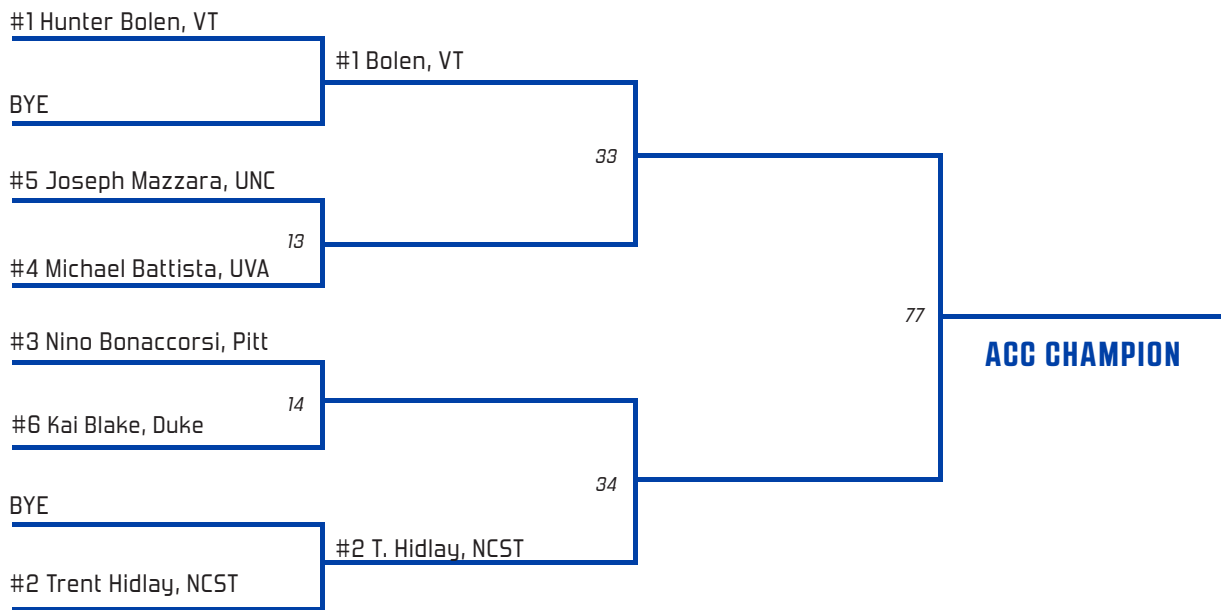 #1 Hunter Bolen, VT
#1 Bolen, VT
BYE
33
#5 Joseph Mazzara, UNC
13
#4 Michael Battista, UVA
77
#3 Nino Bonaccorsi, Pitt
ACC CHAMPION
14
#6 Kai Blake, Duke
34
BYE
#2 T. Hidlay, NCST
#2 Trent Hidlay, NCST